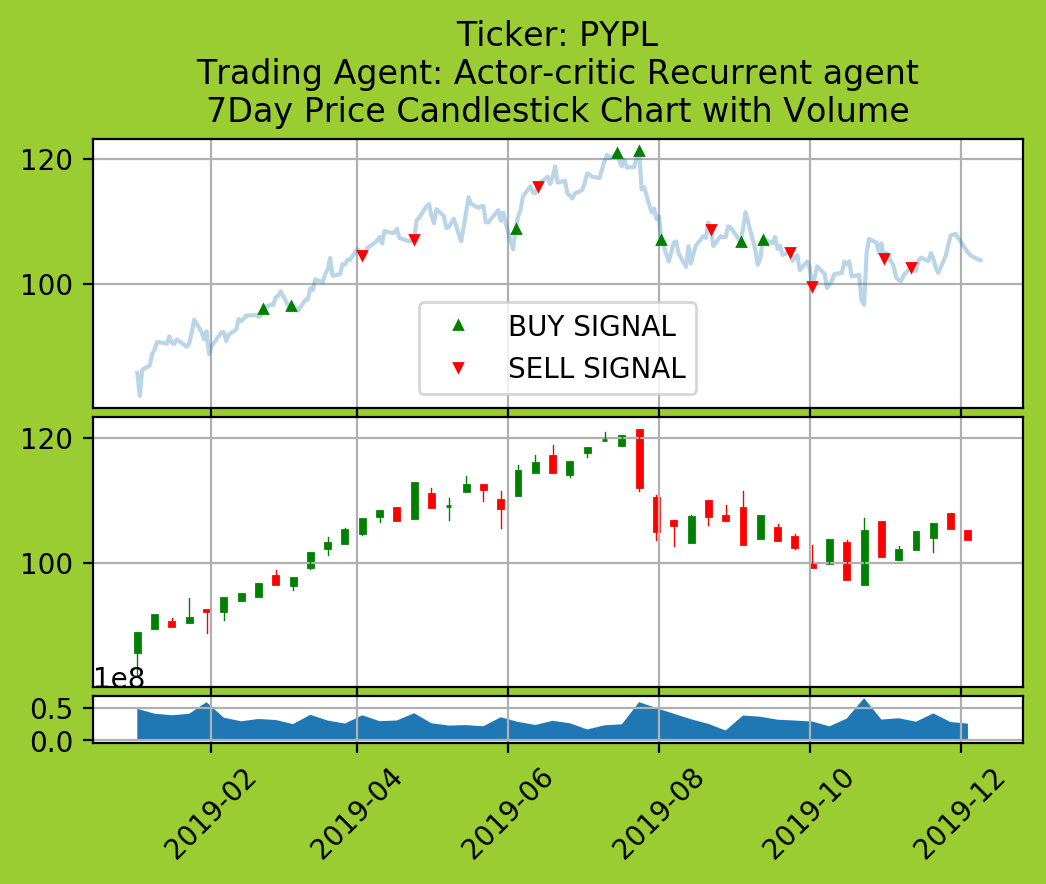 Ticker: PYPL
Trading Agent: Actor-critic Recurrent agent
7Day Price Candlestick Chart with Volume
120
100
BUY SIGNAL
SELL SIGNAL
120
100
1e8
0.5
0.0
2019-02
2019-04
2019-06
2019-08
2019-10
2019-12